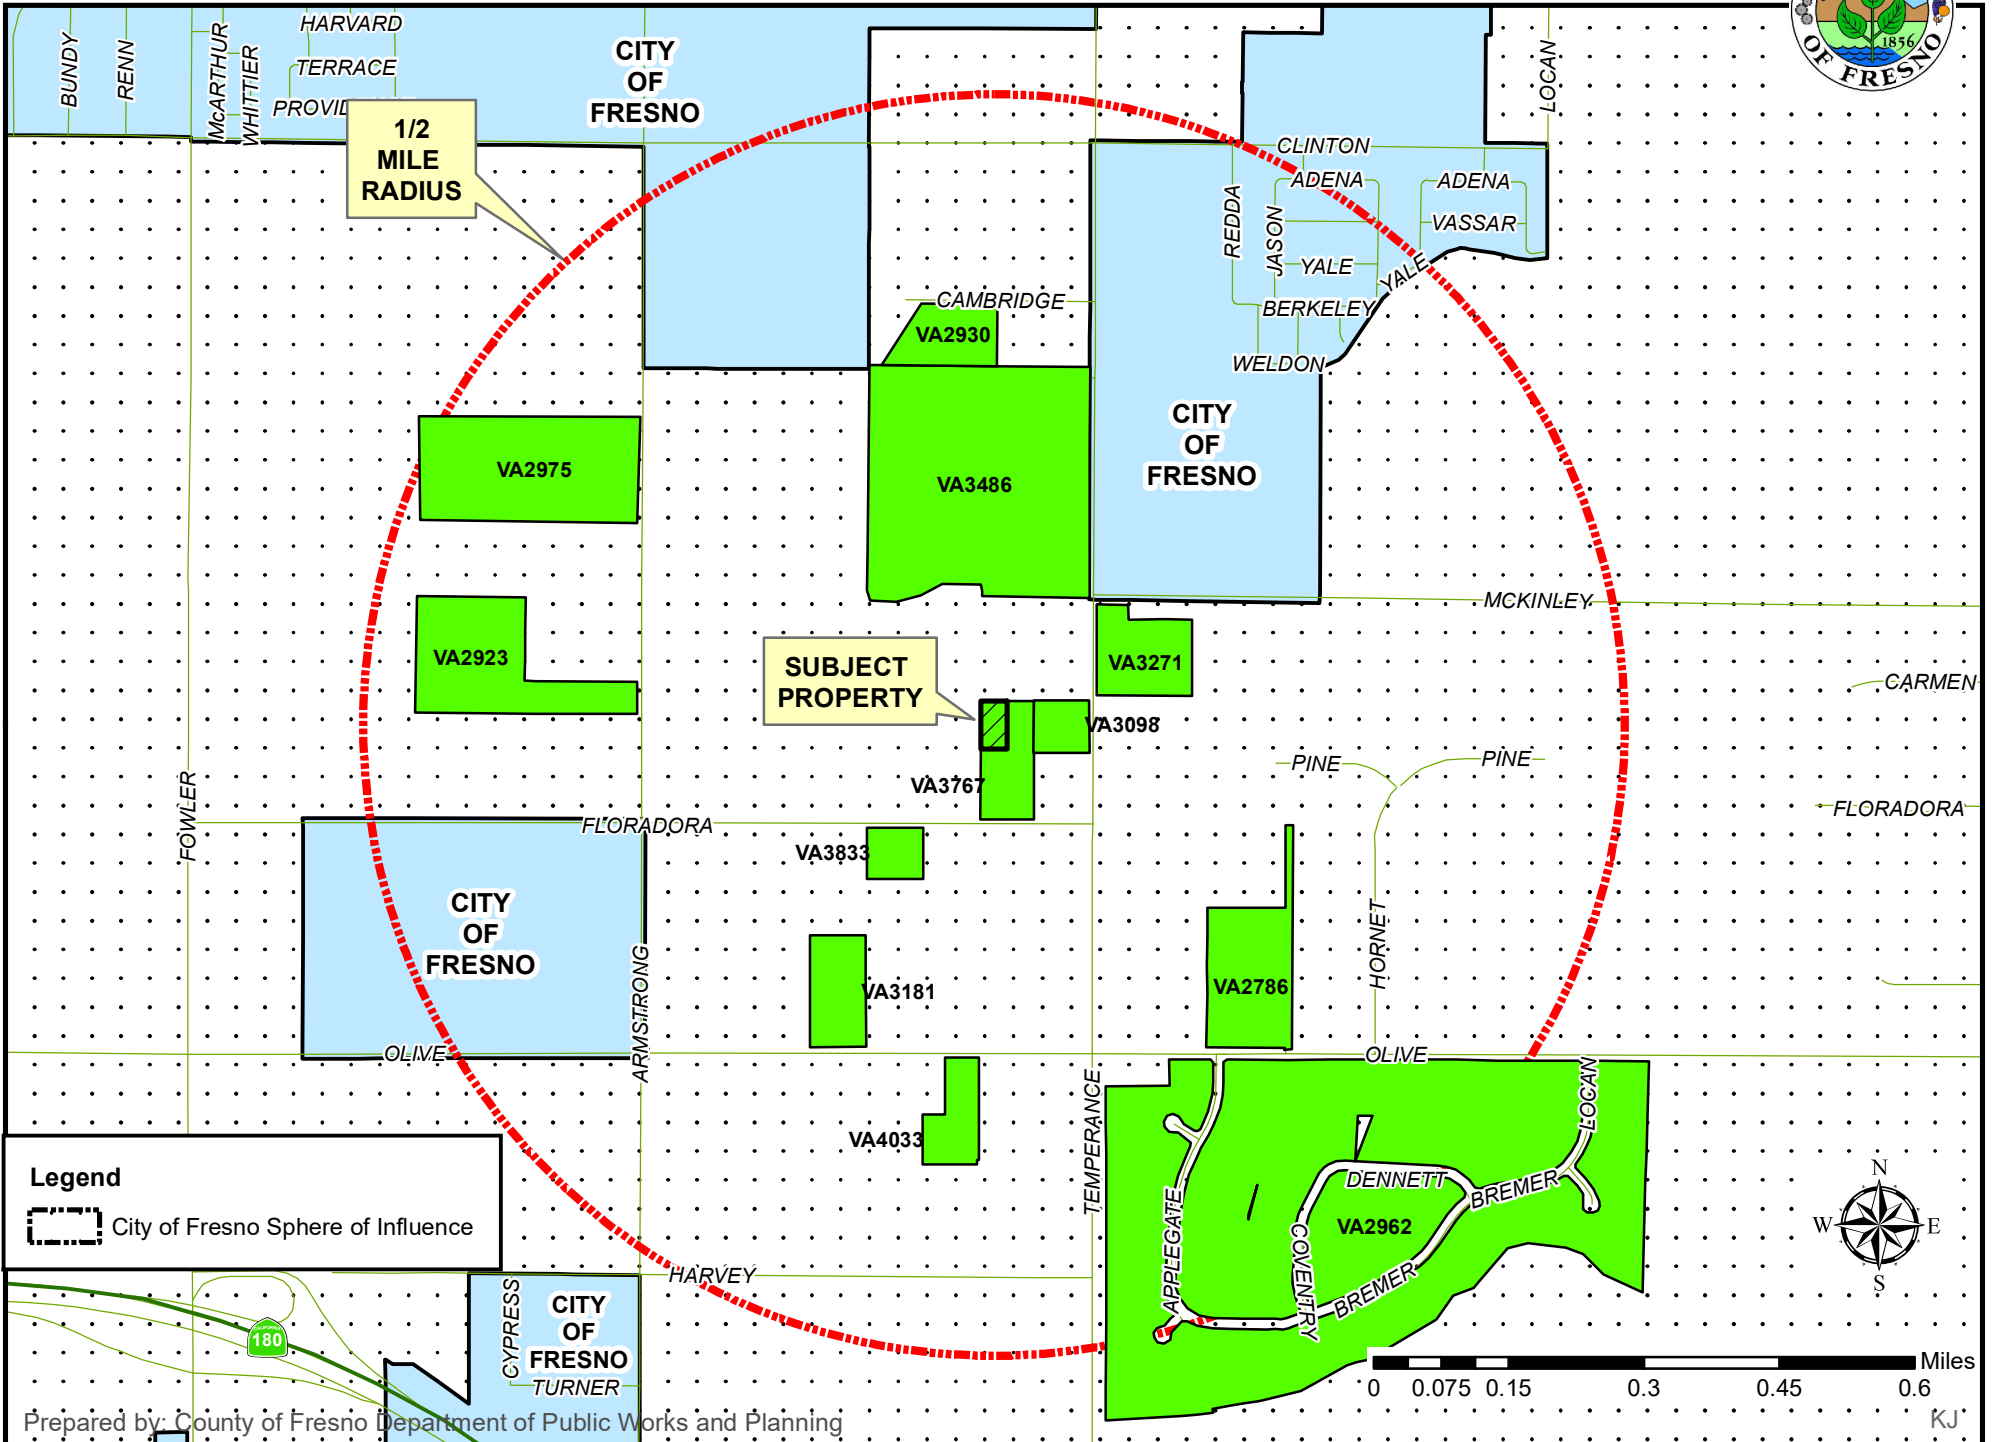 HARVARD
TERRACE
PROVID
BUNDY
RENN
McARTHUR
WHITTIER
CITY
OF
FRESNO
1856
OF FRESNO
LOCAN
1/2
MILE
RADIUS
CLINTON
ADENA
ADENA
VASSAR
REDDA
JASON
YALE
YALE
BERKELEY
WELDON
CAMBRIDGE
VA2930
CITY
OF
FRESNO
VA2975
VA3486
MCKINLEY
VA2923
SUBJECT
PROPERTY
VA3271
CARMEN
VA3098
PINE
PINE
VA3767
FOWLER
FLORADORA
FLORADORA
VA3833
CITY
OF
FRESNO
HORNET
VA3181
VA2786
ARMSTRONG
OLIVE
OLIVE
LOCAN
TEMPERANCE
VA4033
DENNETT
BREMER
APPLEGATE
VA2962
COVENTRY
BREMER
Legend
City of Fresno Sphere of Influence
N
W
E
S
HARVEY
CYPRESS
CITY
OF
FRESNO
TURNER
CALIFORNIA
180
Miles
0 0.075 0.15 0.3 0.45 0.6
Prepared by: County of Fresno Department of Public Works and Planning
KJ